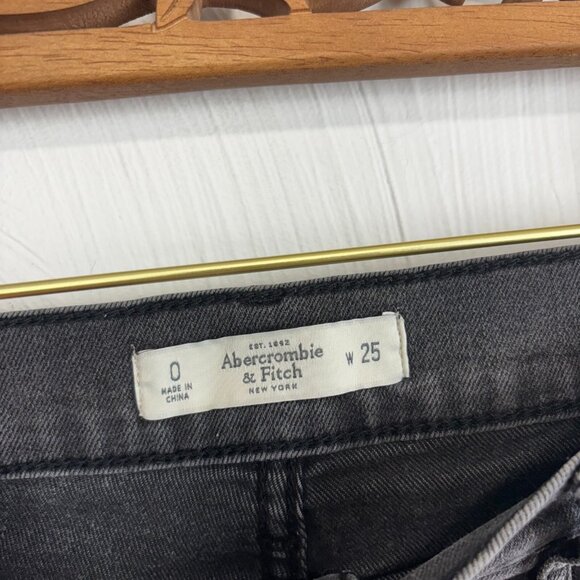 0
MADE IN
CHINA
EST. 1892
Abercrombie
& Fitch
NEW YORK
W 25